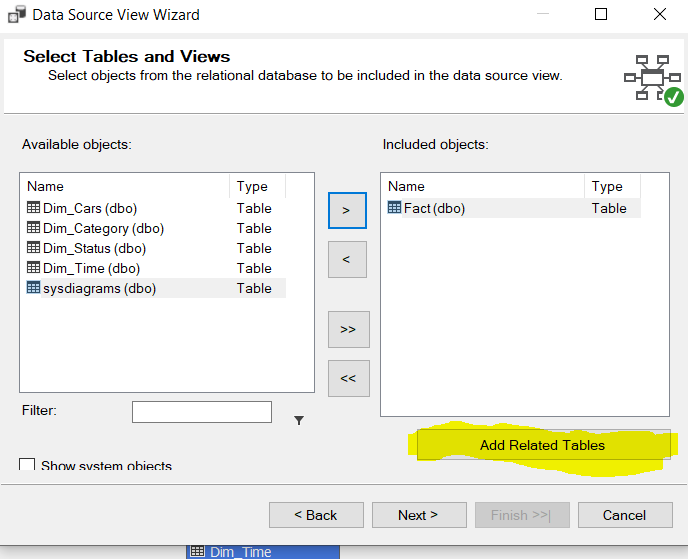 Data Source View Wizard
Select Tables and Views
Select objects from the relational database to be included in the data source view.
Available objects:
Name Type
Dim_Cars (dbo) Table
Dim_Category (dbo) Table
Dim_Status (dbo) Table
Dim_Time (dbo) Table
sysdiagrams (dbo) Table
Included objects:
Name Type
Fact (dbo) Table
>
<
>>
<<
Filter:
Add Related Tables
Show system objects
< Back
Next >
Finish >>|
Cancel
Dim_Time